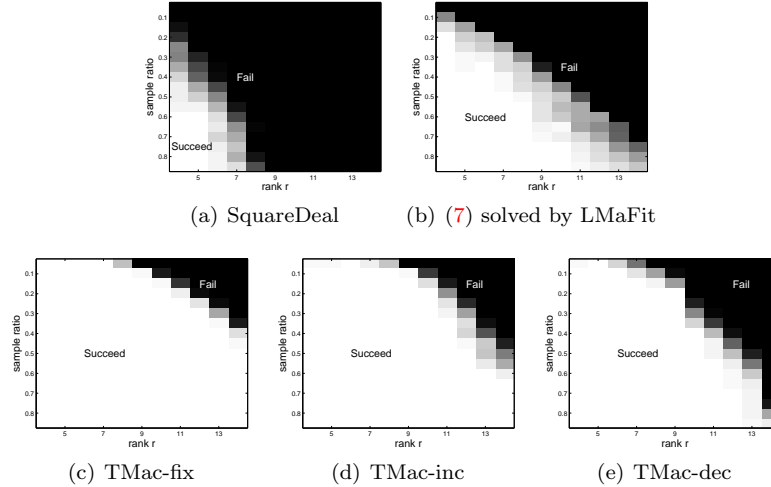 0.1
0.2
0.3
0.4
0.5
0.6
0.7
0.8
sample ratio
Fail
Succeed
5 7 9 11 13
rank r
(a) SquareDeal
0.1
0.2
0.3
0.4
0.5
0.6
0.7
0.8
sample ratio
Fail
Succeed
5 7 9 11 13
rank r
(b) (7) solved by LMaFit
0.1
0.2
0.3
0.4
0.5
0.6
0.7
0.8
sample ratio
Fail
Succeed
5 7 9 11 13
rank r
(c) TMac-fix
0.1
0.2
0.3
0.4
0.5
0.6
0.7
0.8
sample ratio
Fail
Succeed
5 7 9 11 13
rank r
(d) TMac-inc
0.1
0.2
0.3
0.4
0.5
0.6
0.7
0.8
sample ratio
Fail
Succeed
5 7 9 11 13
rank r
(e) TMac-dec